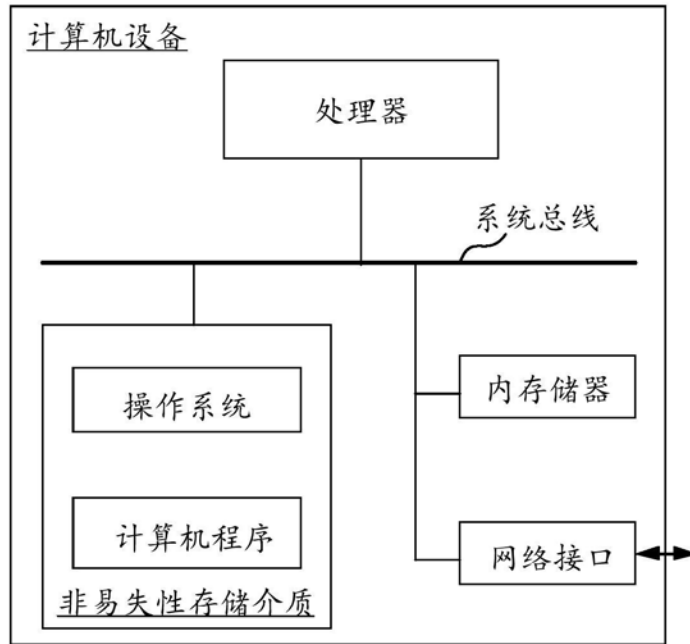 计算机设备
处理器
系统总线
操作系统
内存储器
计算机程序
网络接口
非易失性存储介质